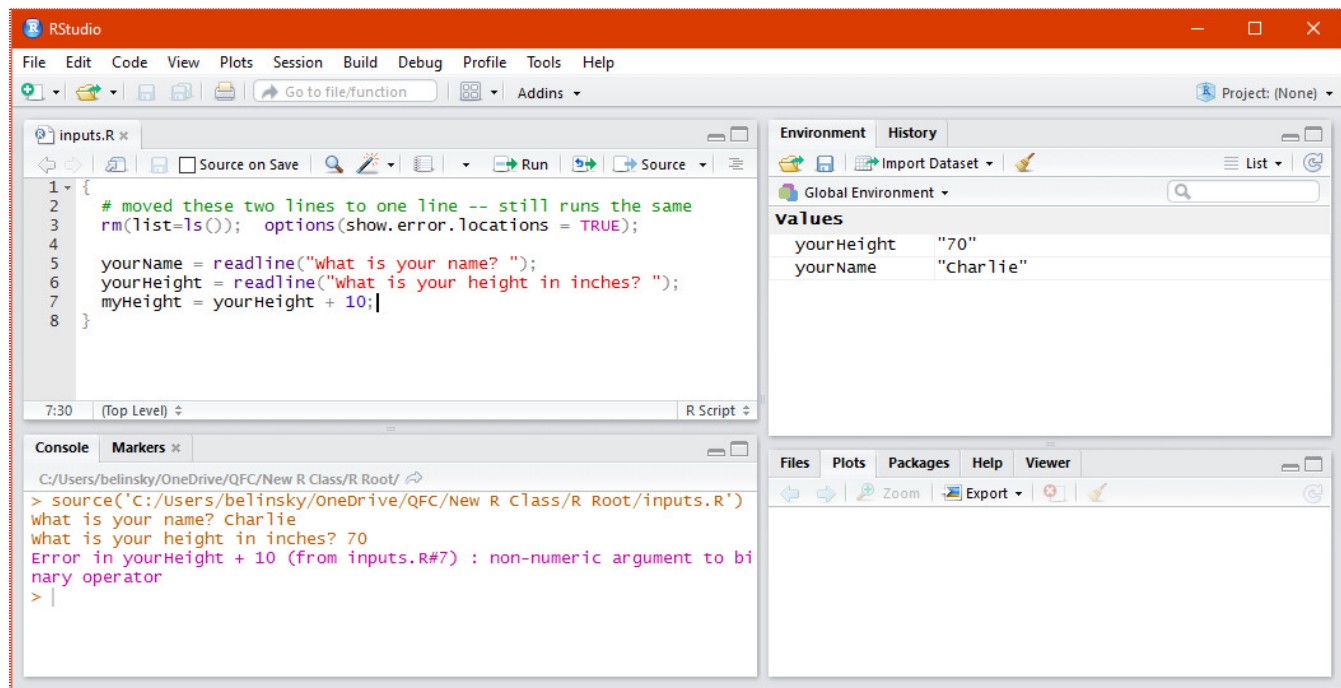 RStudio
File Edit Code View Plots Session Build Debug Profile Tools Help
Go to file/function Addins Project: (None)
inputs.R
Source on Save Run Source
1 {
2 # moved these two lines to one line -- still runs the same
3 rm(list=ls()); options(show.error.locations = TRUE);
4
5 yourName = readline("What is your name? ");
6 yourHeight = readline("What is your height in inches? ");
7 myHeight = yourHeight + 10;
8 }
7:30 (Top Level) R Script
Console Markers
C:/Users/belinsky/OneDrive/QFC/New R Class/R Root/
> source('C:/Users/belinsky/OneDrive/QFC/New R Class/R Root/inputs.R')
What is your name? Charlie
What is your height in inches? 70
Error in yourHeight + 10 (from inputs.R#7) : non-numeric argument to bi
nary operator
>
Environment History
Import Dataset List
Global Environment
Values
yourHeight "70"
yourName "Charlie"
Files Plots Packages Help Viewer
Zoom Export